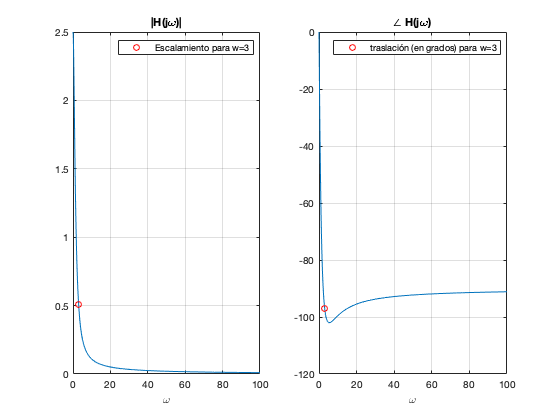 |H(jω)|
Escalamiento para w=3
2.5
2
1.5
1
0.5
0
0 20 40 60 80 100
ω
∠ H(jω)
traslación (en grados) para w=3
0
-20
-40
-60
-80
-100
-120
0 20 40 60 80 100
ω